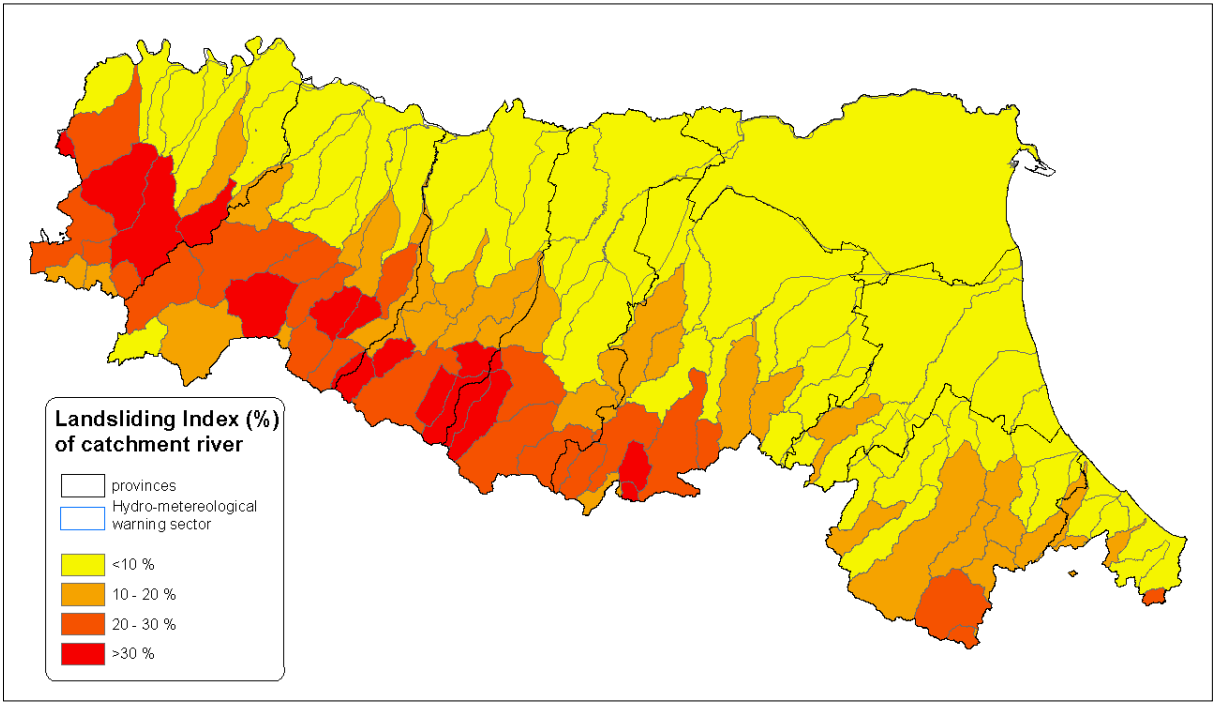 Landsliding Index (%)
of catchment river
provinces
Hydro-metereological
warning sector
<10 %
10 - 20 %
20 - 30 %
>30 %